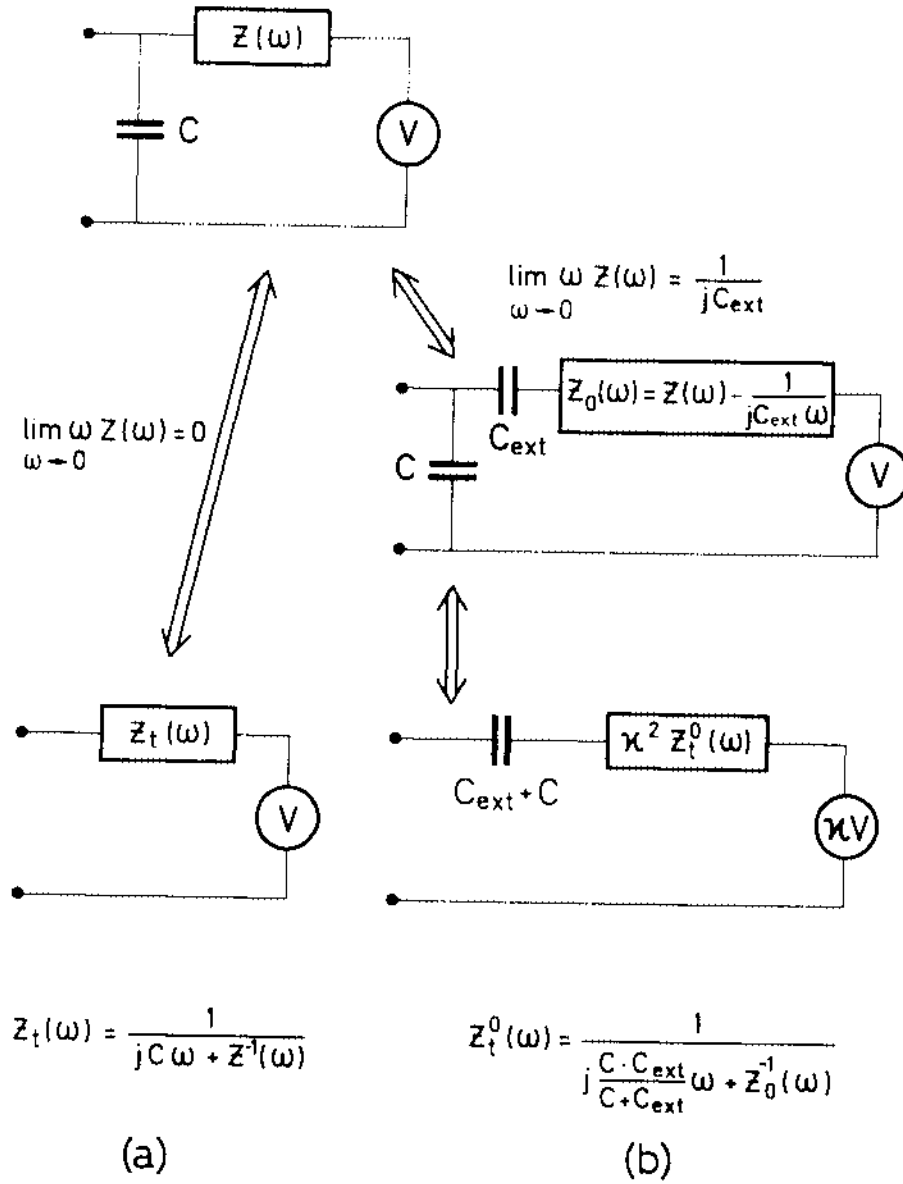 Z(ω)
C
V
lim ω Z(ω) = 1/(jC_ext)
ω → 0
Z_0(ω) = Z(ω) - 1/(jC_ext ω)
C_ext
C
V
lim ω Z(ω) = 0
ω → 0
Z_t(ω)
V
ϰ² Z_t^0(ω)
C_ext + C
ϰV
Z_t(ω) = 1/(jCω + Z^-1(ω))
Z_t^0(ω) = 1/(j (C · C_ext)/(C + C_ext) ω + Z_0^-1(ω))
(a)
(b)